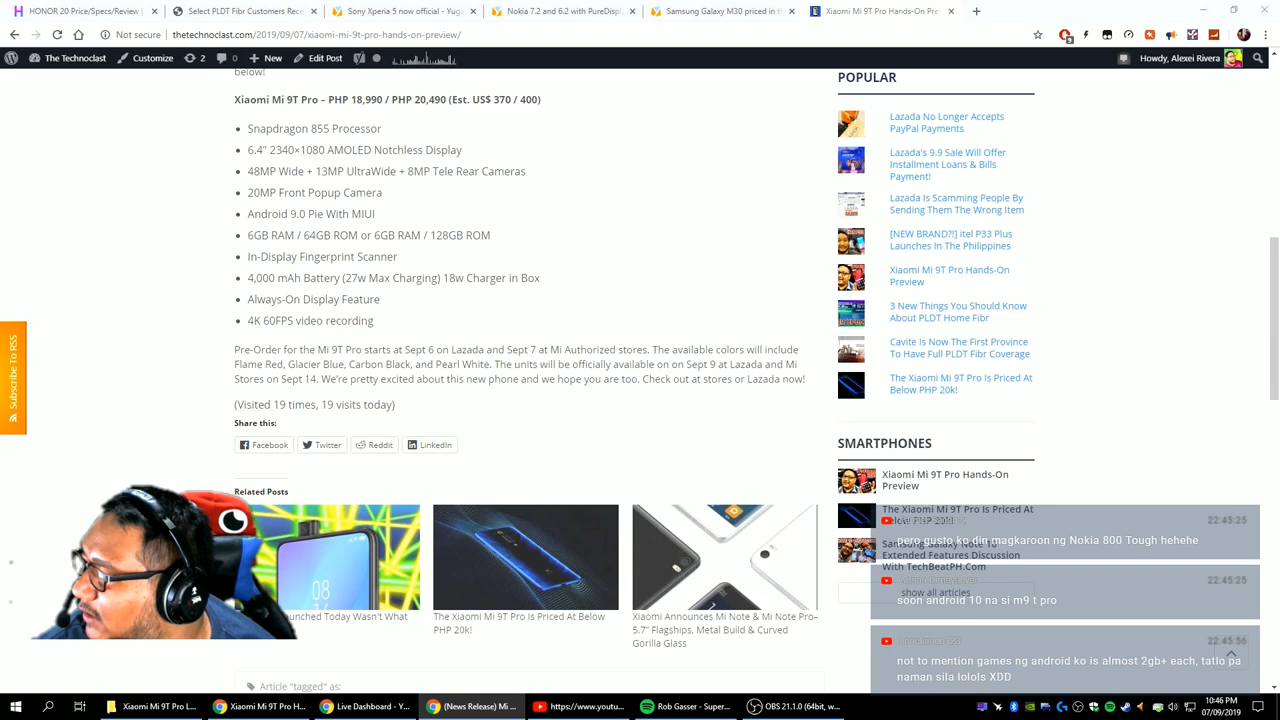 HONOR 20 Price/Specs/Review |
Select PLDT Fibr Customers Rece
Sony Xperia 5 now official - Yuga
Nokia 7.2 and 6.2 with PureDispl
Samsung Galaxy M30 priced in th
Xiaomi Mi 9T Pro Hands-On Pre
Not secure | thetechnoclast.com/2019/09/07/xiaomi-mi-9t-pro-hands-on-preview/
The Technoclast Customize 2 0 New Edit Post Howdy, Alexei Rivera
below!
Xiaomi Mi 9T Pro – PHP 18,990 / PHP 20,490 (Est. US$ 370 / 400)
Snapdragon 855 Processor
6.4" 2340×1080 AMOLED Notchless Display
48MP Wide + 13MP UltraWide + 8MP Tele Rear Cameras
20MP Front Popup Camera
Android 9.0 Pie With MIUI
6GB RAM / 64GB ROM or 6GB RAM / 128GB ROM
In-Display Fingerprint Scanner
4,000 mAh Battery (27w Max Charging) 18w Charger in Box
Always-On Display Feature
4K 60FPS video recording
Pre-Order for the Mi 9T Pro starts at Sept 6 on Lazada and Sept 7 at Mi Authorized stores. The available colors will include
Flame Red, Glacier Blue, Carbon Black, and Pearl White. The units will be officially available on on Sept 9 at Lazada and Mi
Stores on Sept 14. We're pretty excited about this new phone and we hope you are too. Check out at stores or Lazada now!
(Visited 19 times, 19 visits today)
Share this:
Facebook Twitter Reddit LinkedIn
Related Posts
unched Today Wasn't What
The Xiaomi Mi 9T Pro Is Priced At Below
PHP 20k!
Xiaomi Announces Mi Note & Mi Note Pro–
5.7" Flagships, Metal Build & Curved
Gorilla Glass
Article "tagged" as:
Subscribe To RSS
POPULAR
Lazada No Longer Accepts
PayPal Payments
Lazada's 9.9 Sale Will Offer
Installment Loans & Bills
Payment!
Lazada Is Scamming People By
Sending Them The Wrong Item
[NEW BRAND?!] itel P33 Plus
Launches In The Philippines
Xiaomi Mi 9T Pro Hands-On
Preview
3 New Things You Should Know
About PLDT Home Fibr
Cavite Is Now The First Province
To Have Full PLDT Fibr Coverage
The Xiaomi Mi 9T Pro Is Priced At
Below PHP 20k!
SMARTPHONES
Xiaomi Mi 9T Pro Hands-On
Preview
The Xiaomi Mi 9T Pro Is Priced At
22:45:25
pero gusto ko din magkaroon ng Nokia 800 Tough hehehe
Samsung Galaxy Note 10
Extended Features Discussion
With TechBeatPH.Com
22:45:25
show all articles
soon android 10 na si m9 t pro
22:45:56
not to mention games ng android ko is almost 2gb+ each, tatlo pa
naman sila lolols XDD
Xiaomi Mi 9T Pro L...
Xiaomi Mi 9T Pro H...
Live Dashboard - Y...
(News Release) Mi ...
https://www.youtu...
Rob Gasser - Super...
OBS 21.1.0 (64bit, w...
10:46 PM
07/09/2019